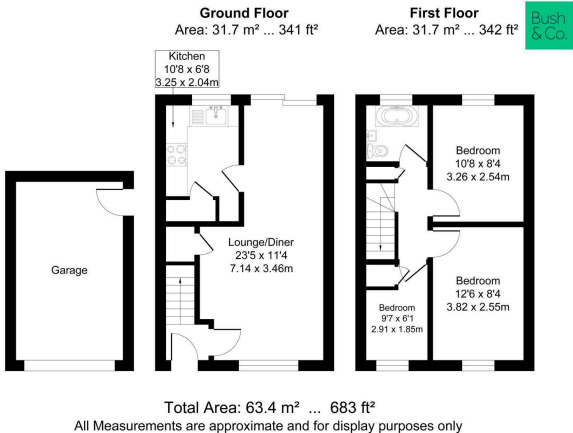 Ground Floor
Area: 31.7 m² ... 341 ft²
First Floor
Area: 31.7 m² ... 342 ft²
Bush
& Co.
Kitchen
10'8 x 6'8
3.25 x 2.04m
Garage
Lounge/Diner
23'5 x 11'4
7.14 x 3.46m
Bedroom
10'8 x 8'4
3.26 x 2.54m
Bedroom
12'6 x 8'4
3.82 x 2.55m
Bedroom
9'7 x 6'1
2.91 x 1.85m
Total Area: 63.4 m² ... 683 ft²
All Measurements are approximate and for display purposes only